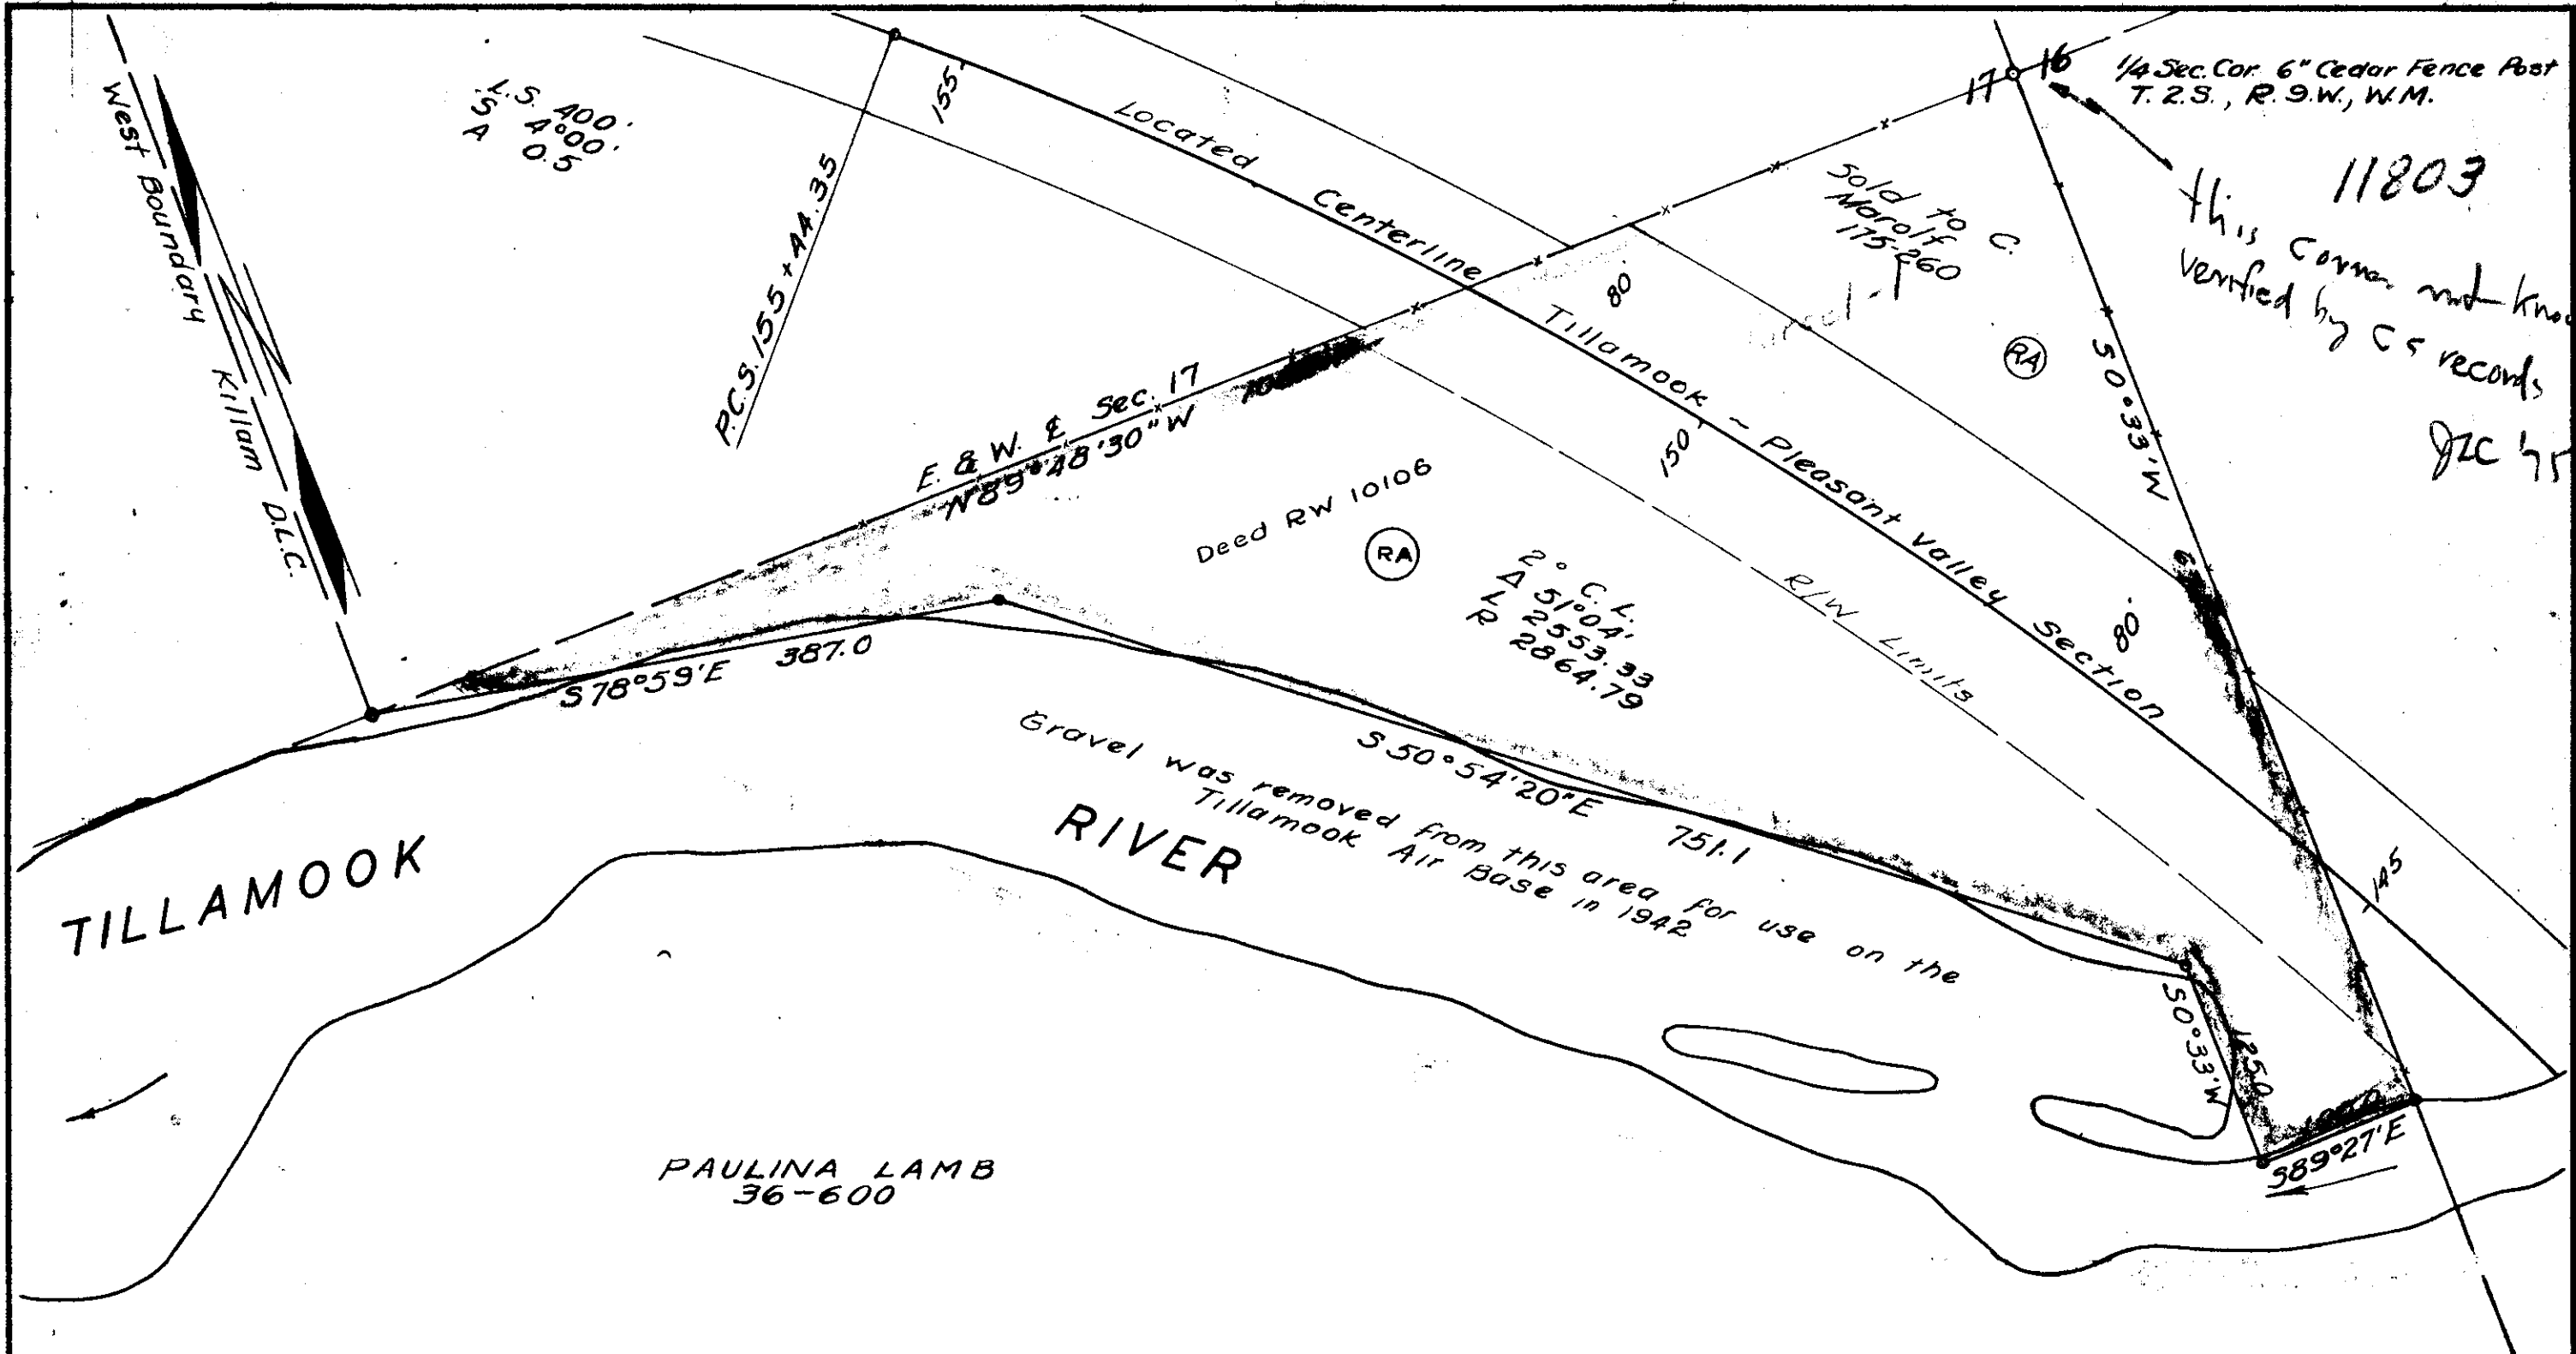 West Boundary Killam D.L.C.
L.S. 400'
S 4°00'
A 0.5
P.C.S. 155 + 44.35
155
Located Centerline Tillamook ~ Pleasant Valley Section
17 16
1/4 Sec. Cor. 6" Cedar Fence Post
T. 2 S., R. 9. W., W. M.
11803
this corner not
verified by CS records
Sold to C.
Marolf
175-260
RA
S 0°33' W
80'
150
E. & W. ℄ Sec. 17
N 89°48'30" W
Deed RW 10106
RA
2° C. L.
Δ 51°04'
L 2553.33
R 2864.79
R/W Limits
80'
145
S 78°59' E 387.0
S. 50°54'20" E 751.1
Gravel was removed from this area for use on the
Tillamook Air Base in 1942
TILLAMOOK RIVER
S 0°33' W 125.0
100.0
S 89°27' E
PAULINA LAMB
36-600